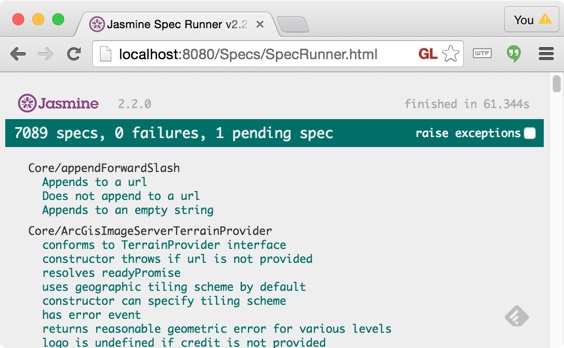 Jasmine Spec Runner v2.2
You
localhost:8080/Specs/SpecRunner.html
GL
WTF
Jasmine 2.2.0
finished in 61.344s
7089 specs, 0 failures, 1 pending spec
raise exceptions
Core/appendForwardSlash
Appends to a url
Does not append to a url
Appends to an empty string
Core/ArcGisImageServerTerrainProvider
conforms to TerrainProvider interface
constructor throws if url is not provided
resolves readyPromise
uses geographic tiling scheme by default
constructor can specify tiling scheme
has error event
returns reasonable geometric error for various levels
logo is undefined if credit is not provided